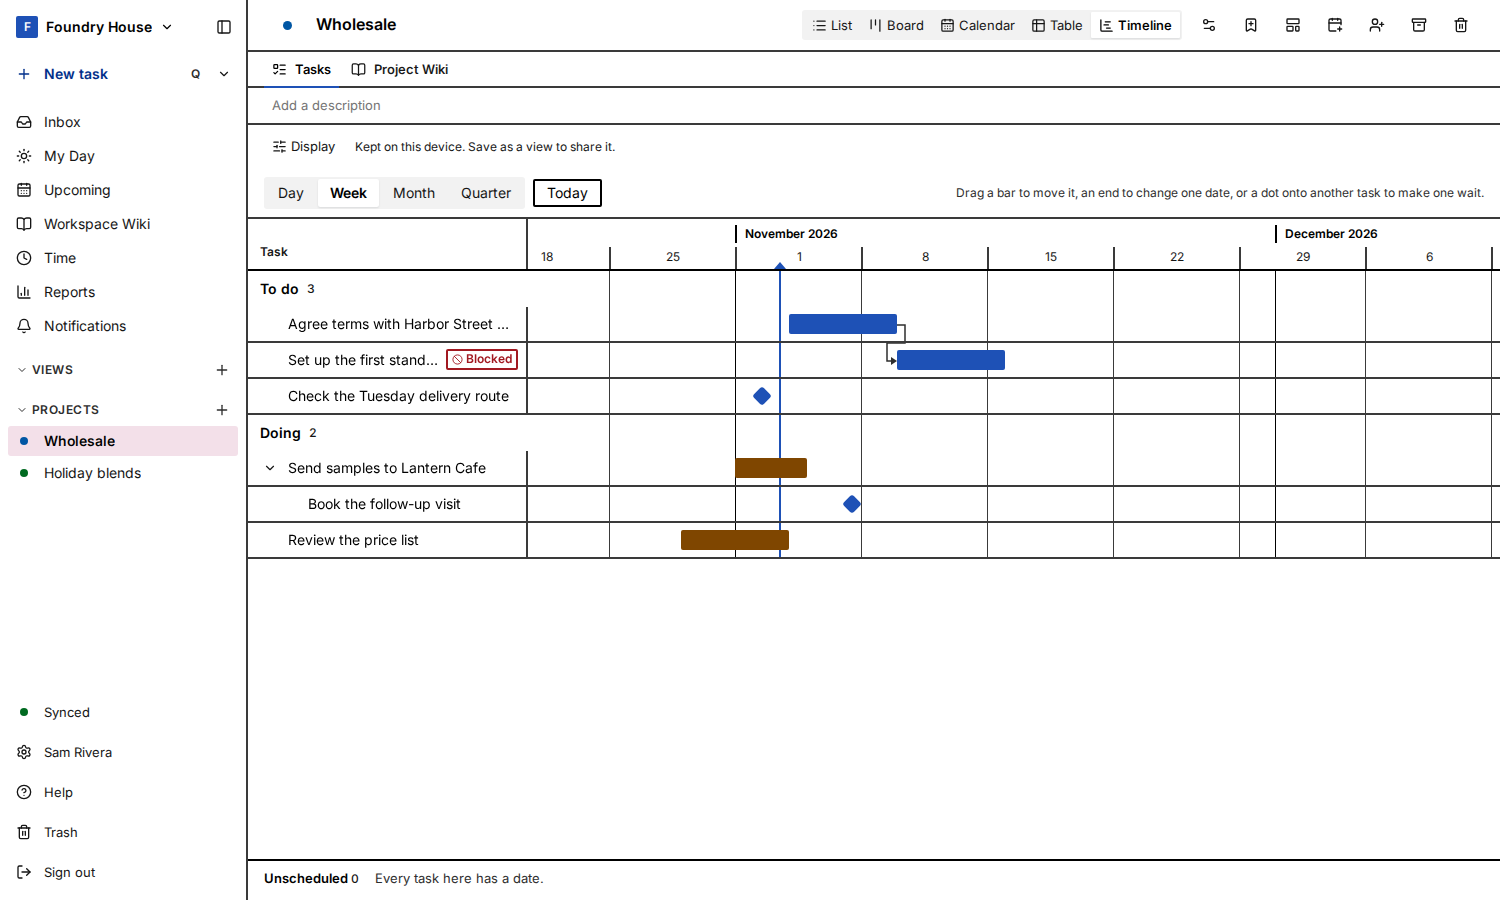 F Foundry House
New task Q
Inbox
My Day
Upcoming
Workspace Wiki
Time
Reports
Notifications
VIEWS
PROJECTS
Wholesale
Holiday blends
Synced
Sam Rivera
Help
Trash
Sign out
Wholesale
List Board Calendar Table Timeline
Tasks Project Wiki
Add a description
Display Kept on this device. Save as a view to share it.
Day Week Month Quarter Today
Drag a bar to move it, an end to change one date, or a dot onto another task to make one wait.
November 2026 December 2026
Task 18 25 1 8 15 22 29 6
To do 3
Agree terms with Harbor Street ...
Set up the first stand... Blocked
Check the Tuesday delivery route
Doing 2
Send samples to Lantern Cafe
Book the follow-up visit
Review the price list
Unscheduled 0 Every task here has a date.